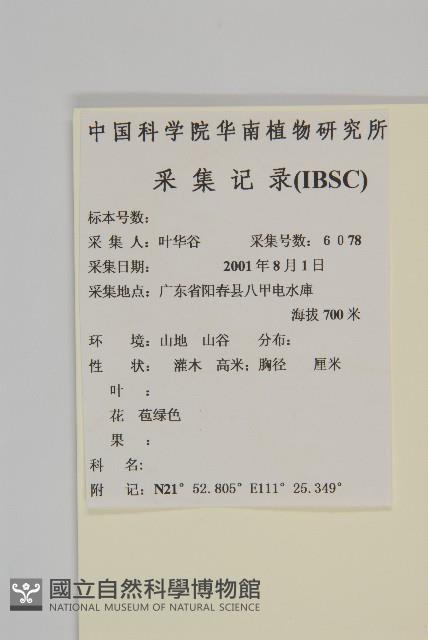 中国科学院华南植物研究所
采集记录(IBSC)
标本号数:
采集人: 叶华谷 采集号数: 6078
采集日期: 2001年8月1日
采集地点: 广东省阳春县八甲电水库
海拔 700 米
环境: 山地 山谷 分布:
性状: 灌木 高米; 胸径 厘米
叶:
花 苞绿色
果:
科名:
附记: N21° 52.805° E111° 25.349°
國立自然科學博物館
NATIONAL MUSEUM OF NATURAL SCIENCE